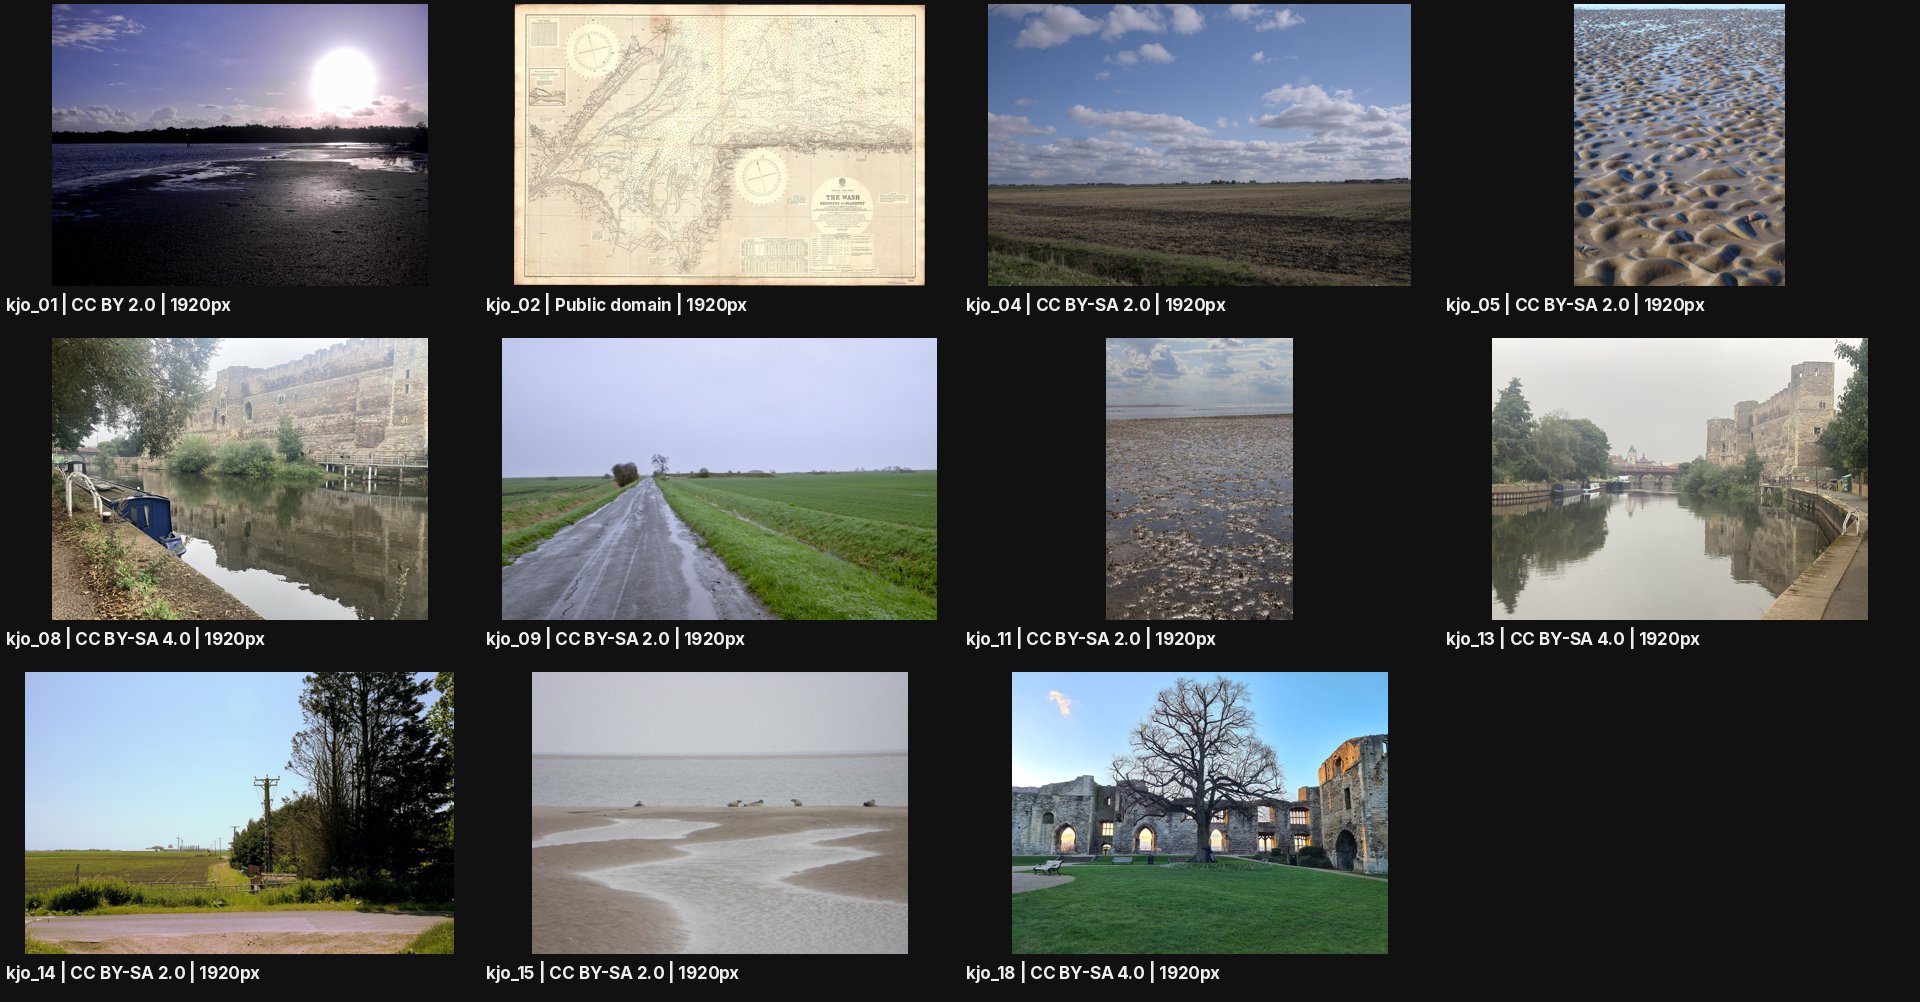 THE WASH
kjo_01 | CC BY 2.0 | 1920px
kjo_02 | Public domain | 1920px
kjo_04 | CC BY-SA 2.0 | 1920px
kjo_05 | CC BY-SA 2.0 | 1920px
kjo_08 | CC BY-SA 4.0 | 1920px
kjo_09 | CC BY-SA 2.0 | 1920px
kjo_11 | CC BY-SA 2.0 | 1920px
kjo_13 | CC BY-SA 4.0 | 1920px
kjo_14 | CC BY-SA 2.0 | 1920px
kjo_15 | CC BY-SA 2.0 | 1920px
kjo_18 | CC BY-SA 4.0 | 1920px